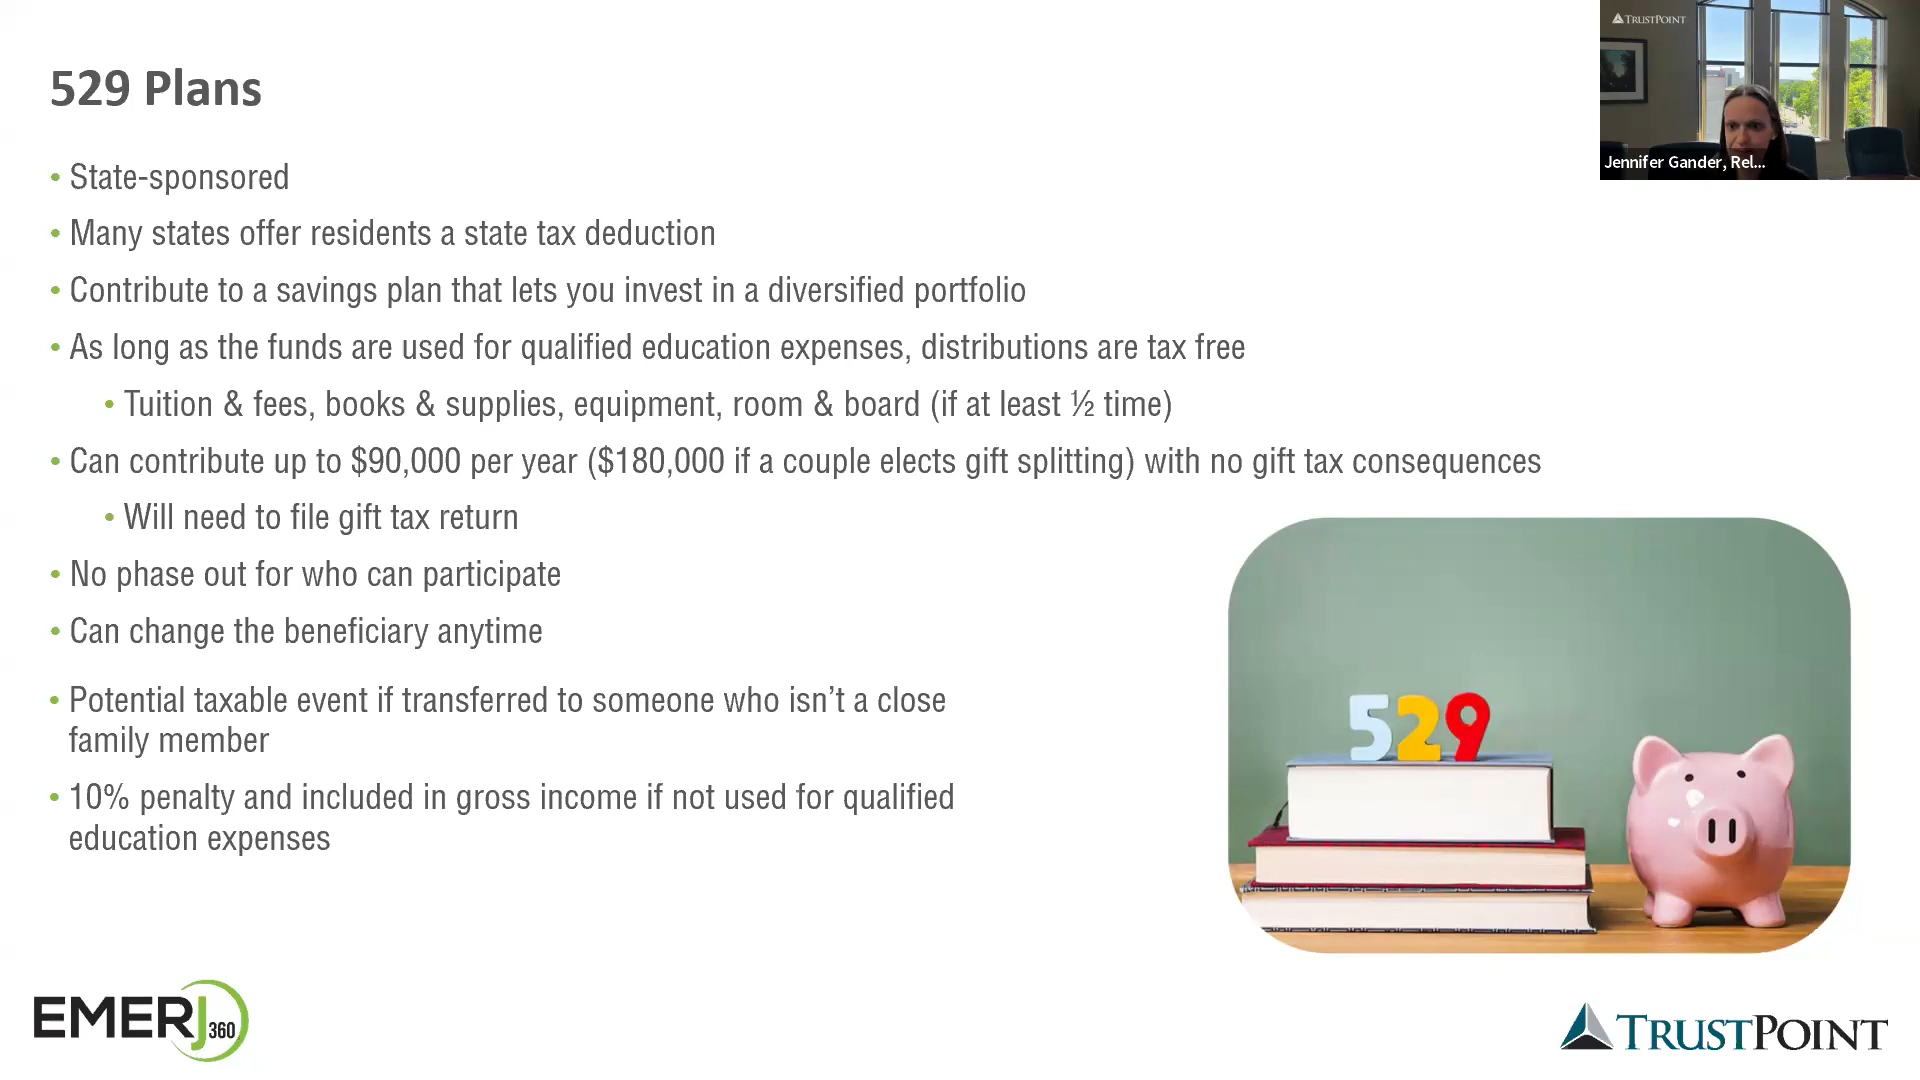 TRUSTPOINT
529 Plans
Jennifer Gander, Rel...
• State-sponsored
• Many states offer residents a state tax deduction
• Contribute to a savings plan that lets you invest in a diversified portfolio
• As long as the funds are used for qualified education expenses, distributions are tax free
• Tuition & fees, books & supplies, equipment, room & board (if at least ½ time)
• Can contribute up to $90,000 per year ($180,000 if a couple elects gift splitting) with no gift tax consequences
• Will need to file gift tax return
• No phase out for who can participate
• Can change the beneficiary anytime
• Potential taxable event if transferred to someone who isn’t a close
family member
• 10% penalty and included in gross income if not used for qualified
education expenses
529
EMERJ360
TRUSTPOINT